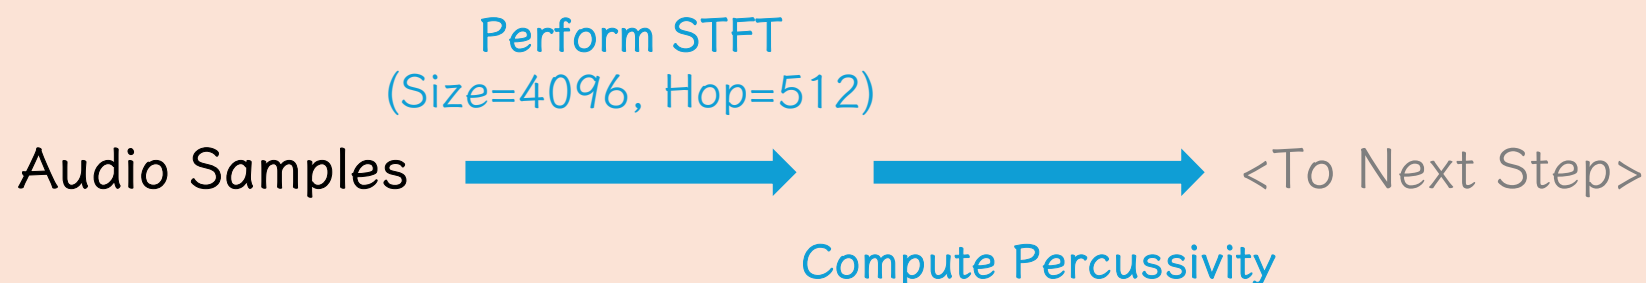 Perform STFT
(Size=4096, Hop=512)
Audio Samples
<To Next Step>
Compute Percussivity